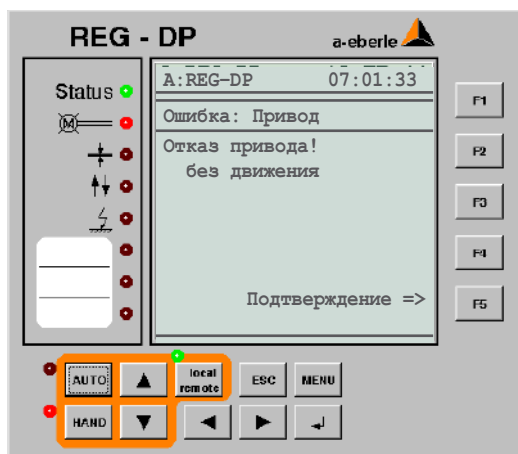 REG - DP
a-eberle
Status
M
A:REG-DP 07:01:33
Ошибка: Привод
Отказ привода!
без движения
Подтверждение =>
F1
F2
F3
F4
F5
AUTO
local
remote
ESC
MENU
HAND